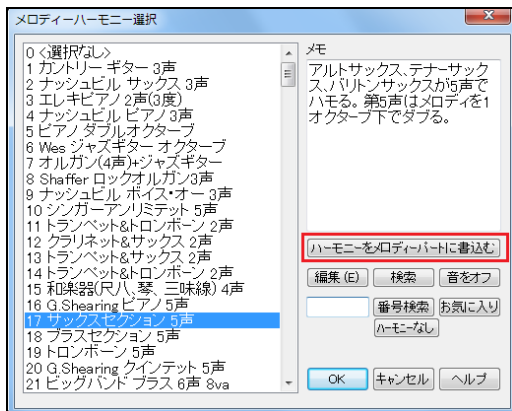 メロディーハーモニー選択
0 <選択なし>
1 カントリー ギター 3声
2 ナッシュビル サックス 3声
3 エレキピアノ 2声(3度)
4 ナッシュビル ピアノ 3声
5 ピアノ ダブルオクターブ
6 Wes ジャズギター オクターブ
7 オルガン(4声)+ジャズギター
8 Shaffer ロックオルガン3声
9 ナッシュビル ボイス・オー 3声
10 シンガーアンリミテット 5声
11 トランペット&トロンボーン 2声
12 クラリネット&サックス 2声
13 トランペット&サックス 2声
14 トランペット&トロンボーン 2声
15 和楽器(尺八、琴、三味線) 4声
16 G.Shearing ピアノ 5声
17 サックスセクション 5声
18 ブラスセクション 5声
19 トロンボーン 5声
20 G.Shearing クインテット 5声
21 ビッグバンド ブラス 6声 8va
メモ
アルトサックス、テナーサック
ス、バリトンサックスが5声で
ハモる。第5声はメロディを1
オクターブ下でダブる。
ハーモニーをメロディーパートに書込む
編集(E) 検索 音をオフ
番号検索 お気に入り
ハーモニーなし
OK キャンセル ヘルプ